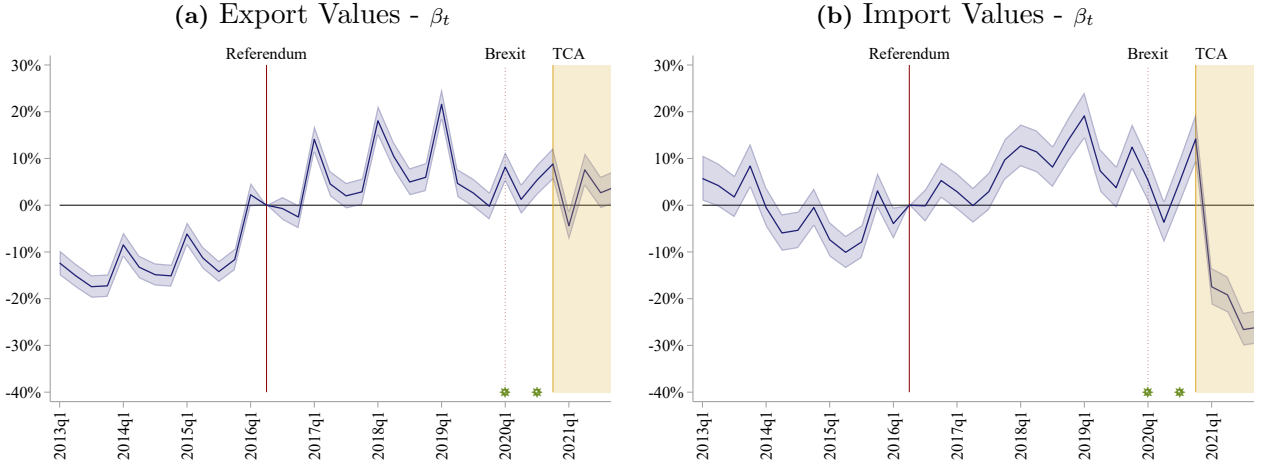 (a) Export Values - βt
Referendum
Brexit
TCA
30%
20%
10%
0%
-10%
-20%
-30%
-40%
2013q1
2014q1
2015q1
2016q1
2017q1
2018q1
2019q1
2020q1
2021q1
(b) Import Values - βt
Referendum
Brexit
TCA
30%
20%
10%
0%
-10%
-20%
-30%
-40%
2013q1
2014q1
2015q1
2016q1
2017q1
2018q1
2019q1
2020q1
2021q1